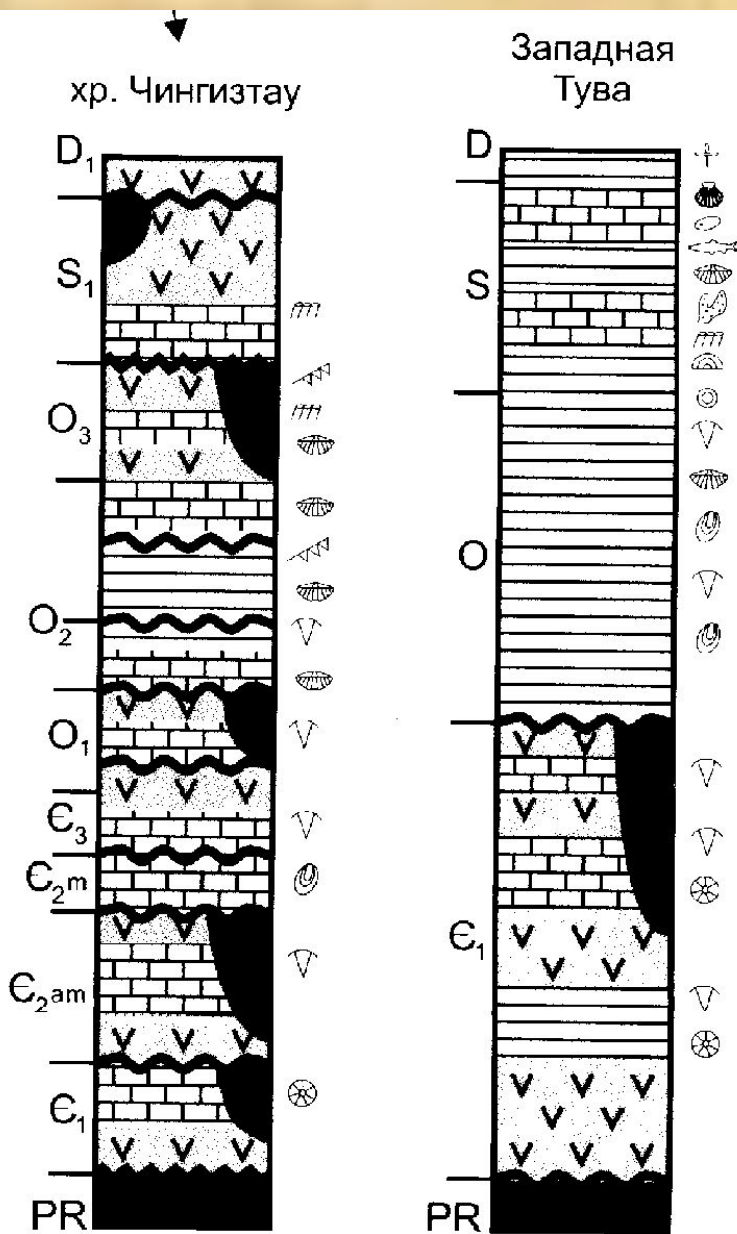 хр. Чингизтау
D₁
S₁
O₃
O₂
O₁
Є₃
Є₂m
Є₂am
Є₁
PR
Западная
Тува
D
S
O
Є₁
PR